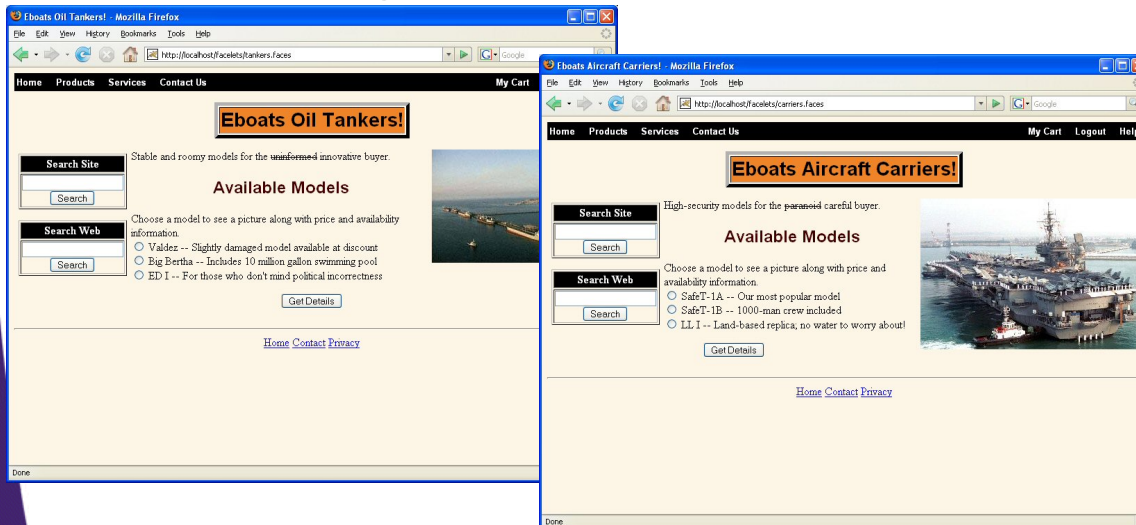 Eboats Oil Tankers! - Mozilla Firefox
File Edit View History Bookmarks Tools Help
http://localhost/facelets/tankers.faces
Google
Home Products Services Contact Us My Cart
Eboats Oil Tankers!
Search Site
Search
Search Web
Search
Stable and roomy models for the uninformed innovative buyer.
Available Models
Choose a model to see a picture along with price and availability
information.
Valdez -- Slightly damaged model available at discount
Big Bertha -- Includes 10 million gallon swimming pool
ED I -- For those who don't mind political incorrectness
Get Details
Home Contact Privacy
Done
Eboats Aircraft Carriers! - Mozilla Firefox
File Edit View History Bookmarks Tools Help
http://localhost/facelets/carriers.faces
Google
Home Products Services Contact Us My Cart Logout Help
Eboats Aircraft Carriers!
Search Site
Search
Search Web
Search
High-security models for the paranoid careful buyer.
Available Models
Choose a model to see a picture along with price and
availability information.
SafeT-1A -- Our most popular model
SafeT-1B -- 1000-man crew included
LL I -- Land-based replica; no water to worry about!
Get Details
Home Contact Privacy
Done